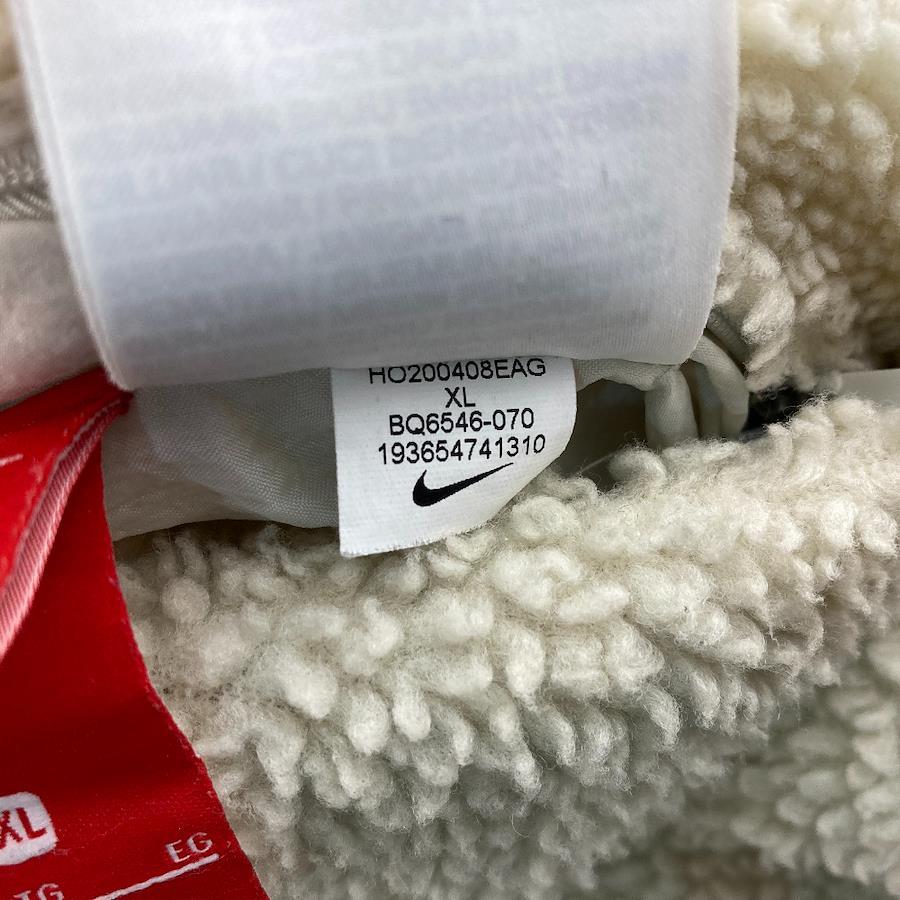 HO200408EAG
XL
BQ6546-070
193654741310
XL
EG
TG